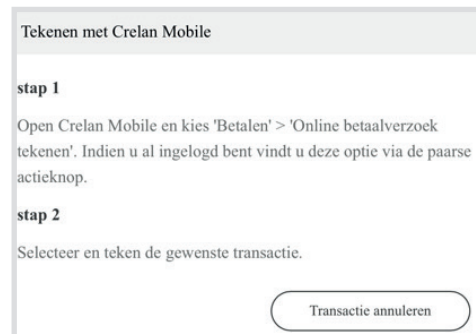 Tekenen met Crelan Mobile
stap 1
Open Crelan Mobile en kies 'Betalen' > 'Online betaalverzoek
tekenen'. Indien u al ingelogd bent vindt u deze optie via de paarse
actieknop.
stap 2
Selecteer en teken de gewenste transactie.
Transactie annuleren